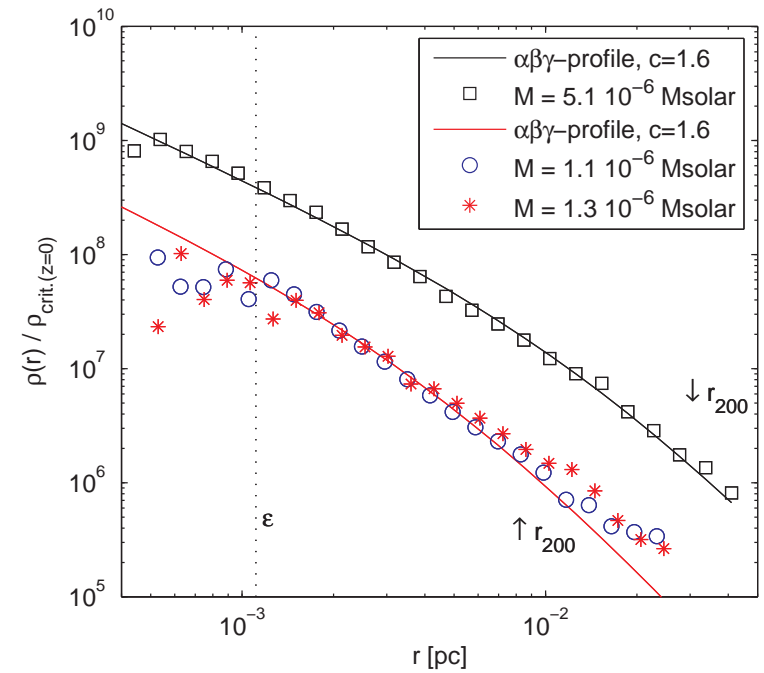 αβγ−profile, c=1.6
M = 5.1 10⁻⁶ Msolar
αβγ−profile, c=1.6
M = 1.1 10⁻⁶ Msolar
M = 1.3 10⁻⁶ Msolar
10¹⁰
10⁹
10⁸
10⁷
10⁶
10⁵
ρ(r) / ρcrit.(z=0)
↓ r₂₀₀
ε
↑ r₂₀₀
10⁻³ 10⁻²
r [pc]